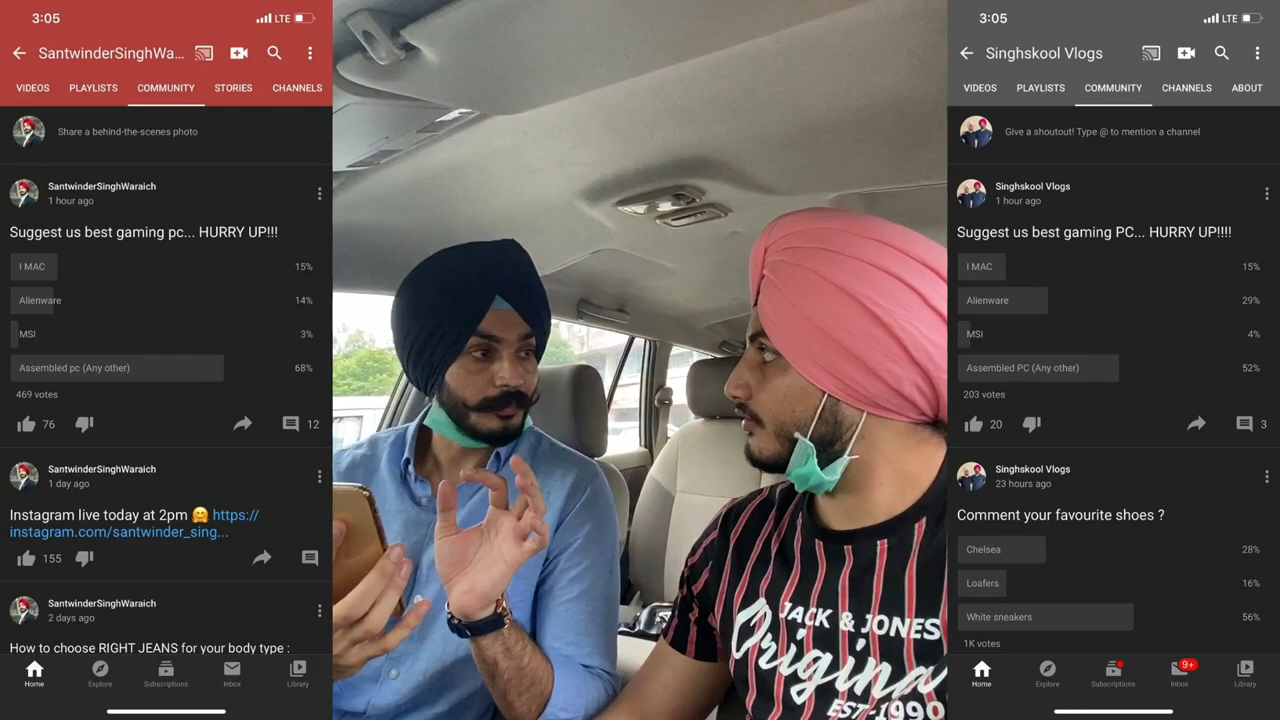 3:05
LTE
SantwinderSinghWa...
VIDEOS PLAYLISTS COMMUNITY STORIES CHANNELS
Share a behind-the-scenes photo
SantwinderSinghWaraich
1 hour ago
Suggest us best gaming pc... HURRY UP!!!
I MAC 15%
Alienware 14%
MSI 3%
Assembled pc (Any other) 68%
469 votes
76 12
SantwinderSinghWaraich
1 day ago
Instagram live today at 2pm 🤗 https://
instagram.com/santwinder_sing...
155
SantwinderSinghWaraich
2 days ago
How to choose RIGHT JEANS for your body type :
Home Explore Subscriptions Inbox Library
JACK & JONES
Origina
EST-1990
3:05
LTE
Singhskool Vlogs
VIDEOS PLAYLISTS COMMUNITY CHANNELS ABOUT
Give a shoutout! Type @ to mention a channel
Singhskool Vlogs
1 hour ago
Suggest us best gaming PC... HURRY UP!!!!
I MAC 15%
Alienware 29%
MSI 4%
Assembled PC (Any other) 52%
203 votes
20 3
Singhskool Vlogs
23 hours ago
Comment your favourite shoes ?
Chelsea 28%
Loafers 16%
White sneakers 56%
1K votes
9+
Home Explore Subscriptions Inbox Library